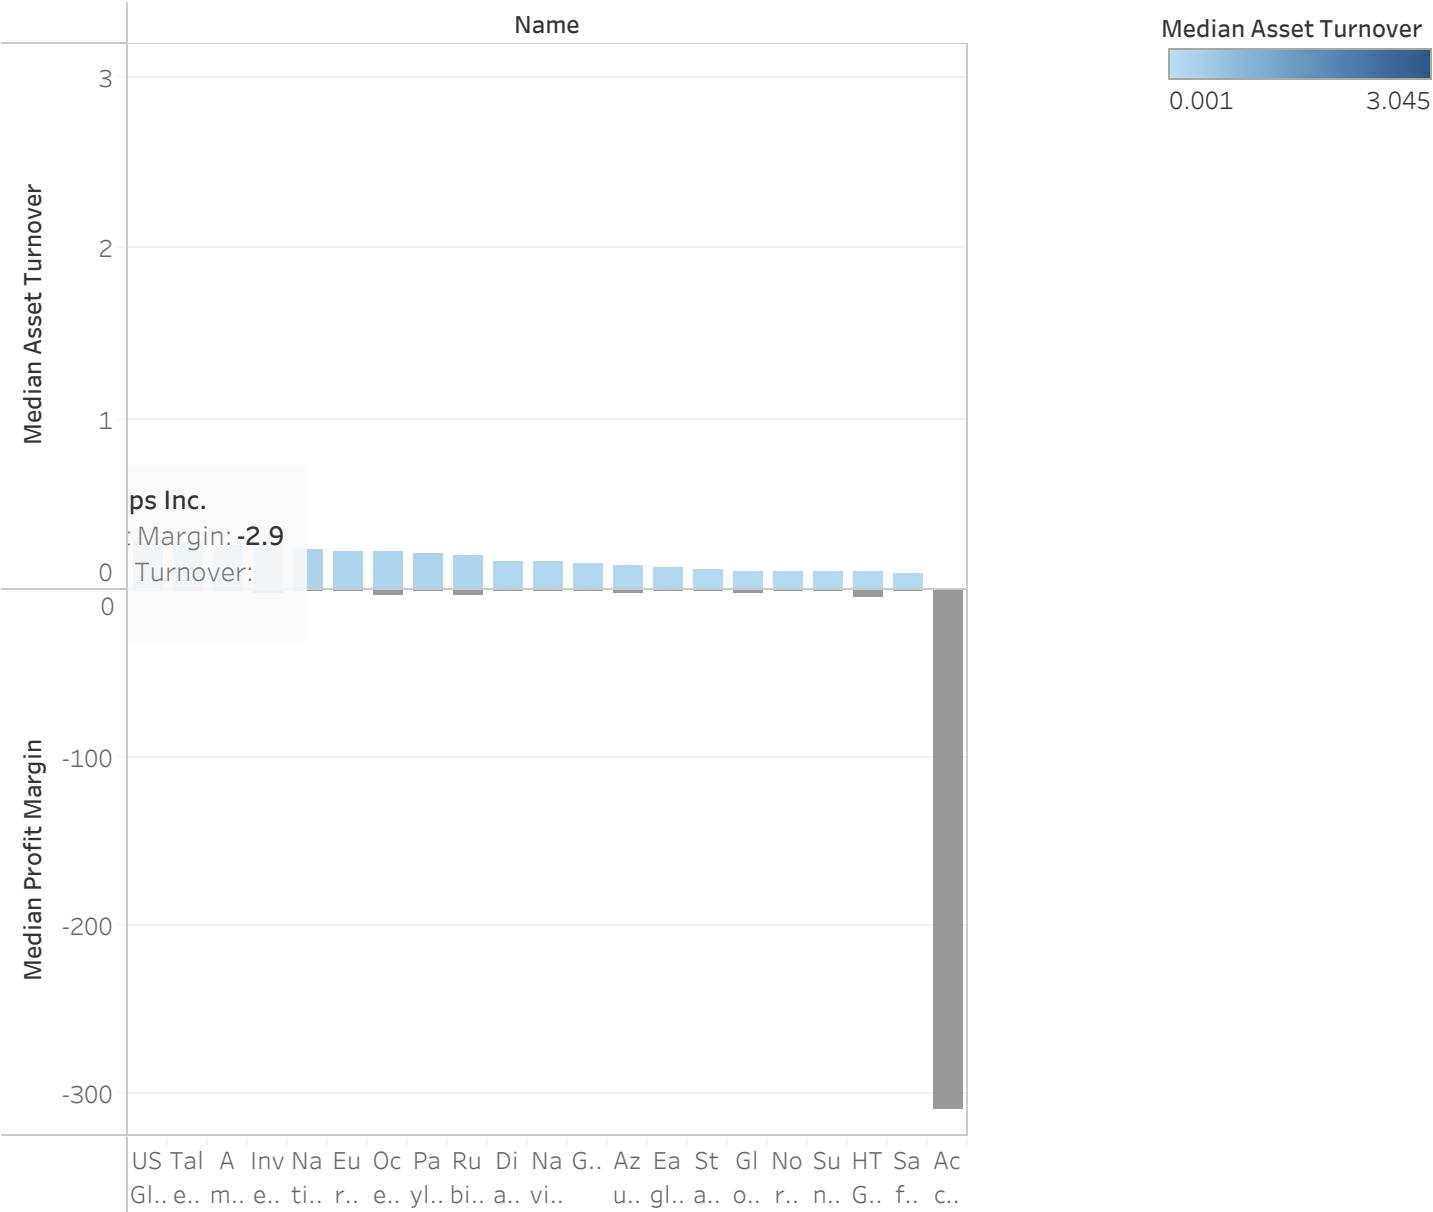 Name
Median Asset Turnover
0.001 3.045
Median Asset Turnover
3
2
1
0
ps Inc.
Margin: -2.9
Turnover:
Median Profit Margin
0
-100
-200
-300
US Tal A Inv Na Eu Oc Pa Ru Di Na G.. Az Ea St Gl No Su HT Sa Ac
Gl.. e.. m.. e.. ti.. r.. e.. yl.. bi.. a.. vi.. u.. gl.. a.. o.. r.. n.. G.. f.. c..